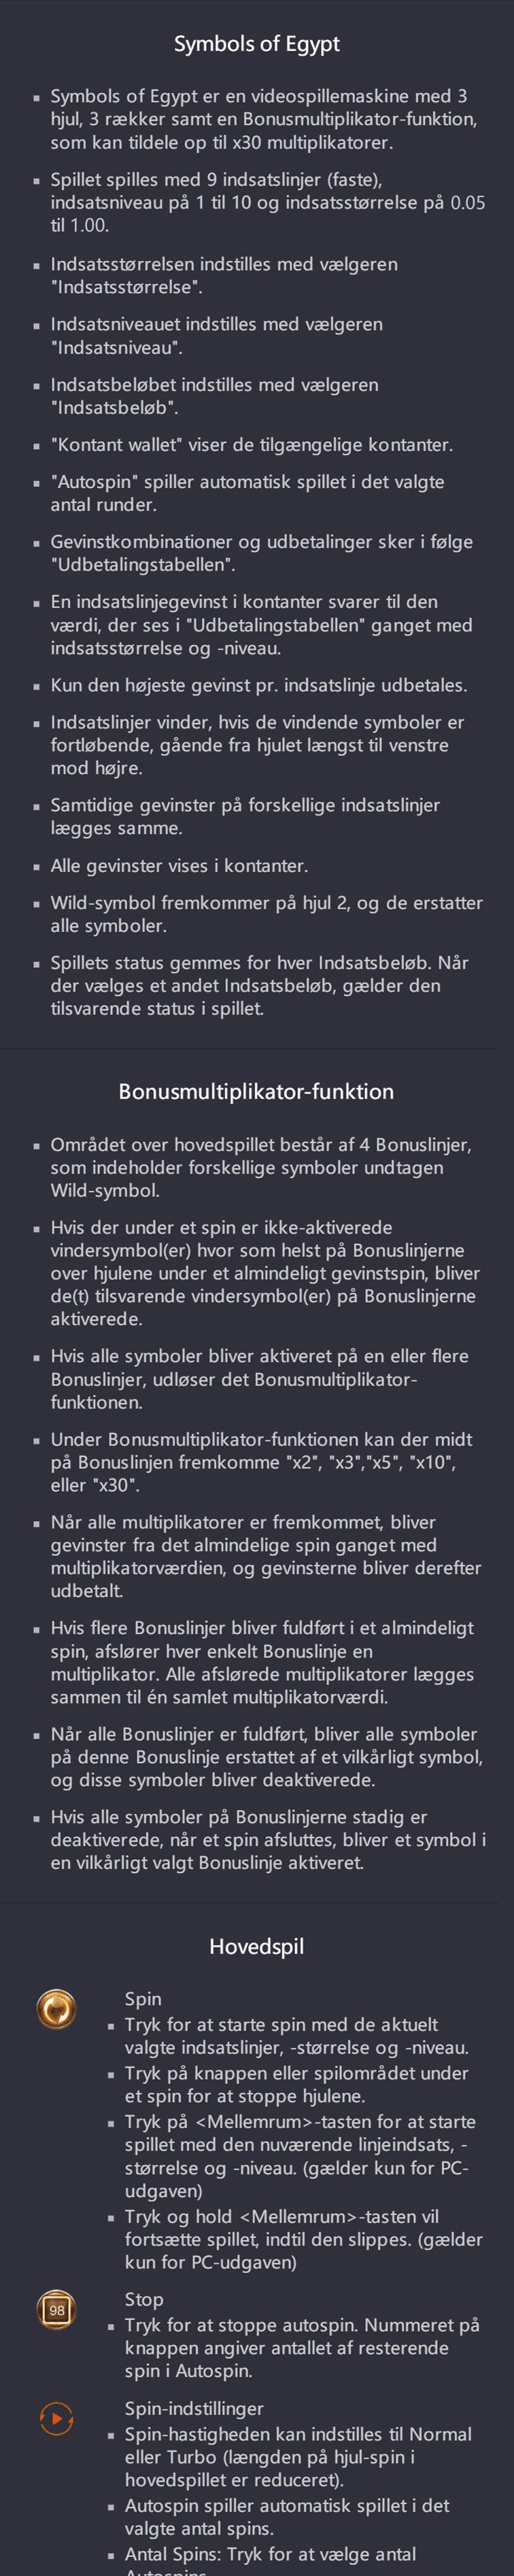 Symbols of Egypt
▪ Symbols of Egypt er en videospillemaskine med 3
hjul, 3 rækker samt en Bonusmultiplikator-funktion,
som kan tildele op til x30 multiplikatorer.
▪ Spillet spilles med 9 indsatslinjer (faste),
indsatsniveau på 1 til 10 og indsatsstørrelse på 0.05
til 1.00.
▪ Indsatsstørrelsen indstilles med vælgeren
"Indsatsstørrelse".
▪ Indsatsniveauet indstilles med vælgeren
"Indsatsniveau".
▪ Indsatsbeløbet indstilles med vælgeren
"Indsatsbeløb".
▪ "Kontant wallet" viser de tilgængelige kontanter.
▪ "Autospin" spiller automatisk spillet i det valgte
antal runder.
▪ Gevinstkombinationer og udbetalinger sker i følge
"Udbetalingstabellen".
▪ En indsatslinjegevinst i kontanter svarer til den
værdi, der ses i "Udbetalingstabellen" ganget med
indsatsstørrelse og -niveau.
▪ Kun den højeste gevinst pr. indsatslinje udbetales.
▪ Indsatslinjer vinder, hvis de vindende symboler er
fortløbende, gående fra hjulet længst til venstre
mod højre.
▪ Samtidige gevinster på forskellige indsatslinjer
lægges samme.
▪ Alle gevinster vises i kontanter.
▪ Wild-symbol fremkommer på hjul 2, og de erstatter
alle symboler.
▪ Spillets status gemmes for hver Indsatsbeløb. Når
der vælges et andet Indsatsbeløb, gælder den
tilsvarende status i spillet.
Bonusmultiplikator-funktion
▪ Området over hovedspillet består af 4 Bonuslinjer,
som indeholder forskellige symboler undtagen
Wild-symbol.
▪ Hvis der under et spin er ikke-aktiverede
vindersymbol(er) hvor som helst på Bonuslinjerne
over hjulene under et almindeligt gevinstspin, bliver
de(t) tilsvarende vindersymbol(er) på Bonuslinjerne
aktiverede.
▪ Hvis alle symboler bliver aktiveret på en eller flere
Bonuslinjer, udløser det Bonusmultiplikator-
funktionen.
▪ Under Bonusmultiplikator-funktionen kan der midt
på Bonuslinjen fremkomme "x2", "x3","x5", "x10",
eller "x30".
▪ Når alle multiplikatorer er fremkommet, bliver
gevinster fra det almindelige spin ganget med
multiplikatorværdien, og gevinsterne bliver derefter
udbetalt.
▪ Hvis flere Bonuslinjer bliver fuldført i et almindeligt
spin, afslører hver enkelt Bonuslinje en
multiplikator. Alle afslørede multiplikatorer lægges
sammen til én samlet multiplikatorværdi.
▪ Når alle Bonuslinjer er fuldført, bliver alle symboler
på denne Bonuslinje erstattet af et vilkårligt symbol,
og disse symboler bliver deaktiverede.
▪ Hvis alle symboler på Bonuslinjerne stadig er
deaktiverede, når et spin afsluttes, bliver et symbol i
en vilkårligt valgt Bonuslinje aktiveret.
Hovedspil
Spin
▪ Tryk for at starte spin med de aktuelt
valgte indsatslinjer, -størrelse og -niveau.
▪ Tryk på knappen eller spilområdet under
et spin for at stoppe hjulene.
▪ Tryk på <Mellemrum>-tasten for at starte
spillet med den nuværende linjeindsats, -
størrelse og -niveau. (gælder kun for PC-
udgaven)
▪ Tryk og hold <Mellemrum>-tasten vil
fortsætte spillet, indtil den slippes. (gælder
kun for PC-udgaven)
98
Stop
▪ Tryk for at stoppe autospin. Nummeret på
knappen angiver antallet af resterende
spin i Autospin.
Spin-indstillinger
▪ Spin-hastigheden kan indstilles til Normal
eller Turbo (længden på hjul-spin i
hovedspillet er reduceret).
▪ Autospin spiller automatisk spillet i det
valgte antal spins.
▪ Antal Spins: Tryk for at vælge antal